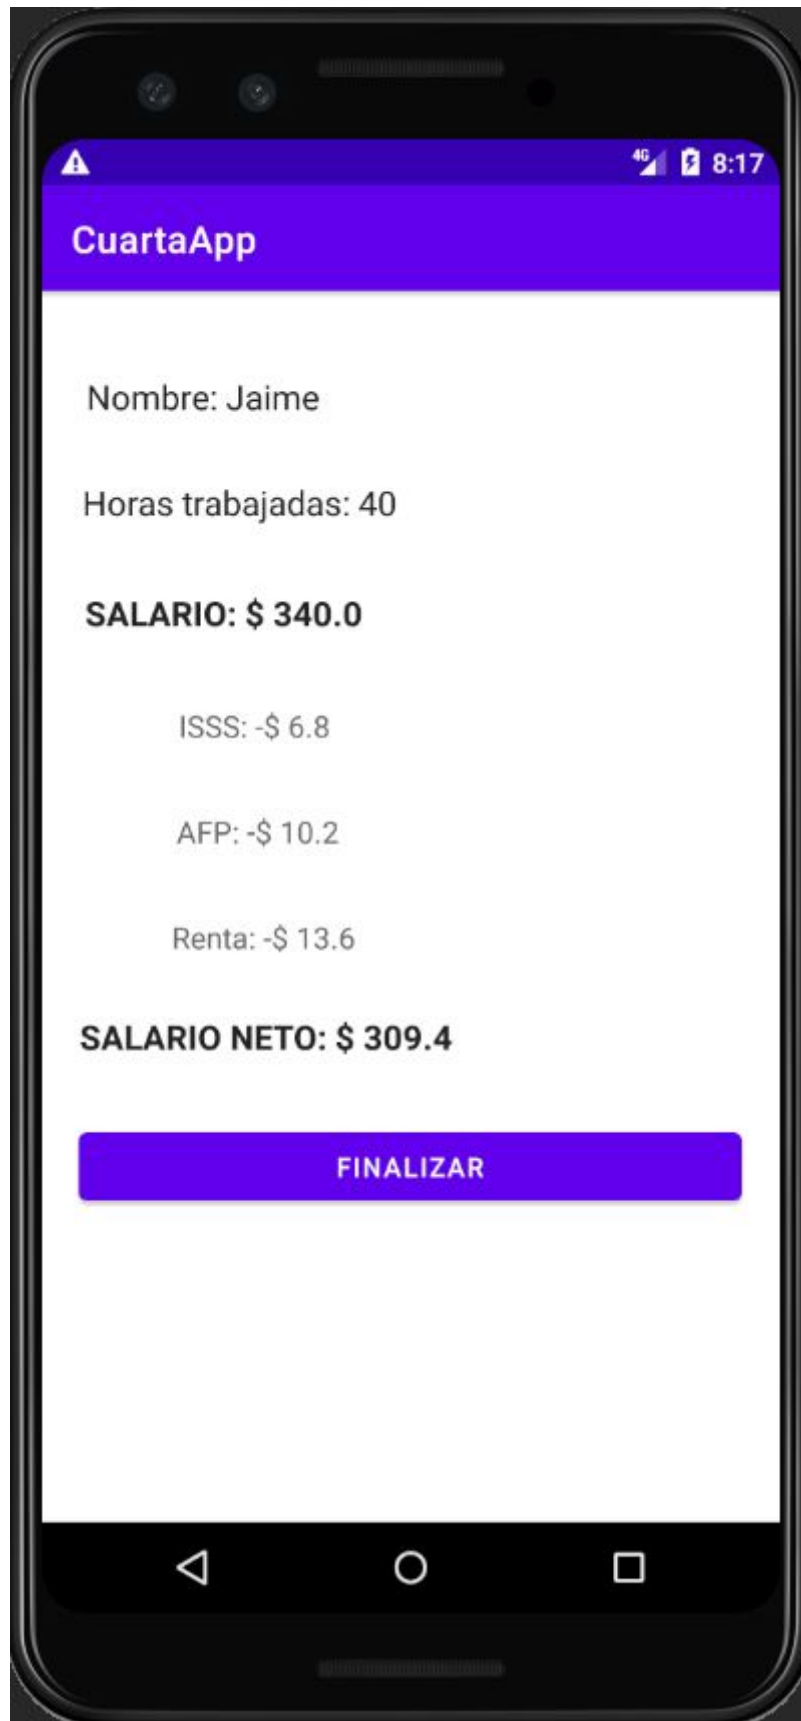 4G 8:17
CuartaApp
Nombre: Jaime
Horas trabajadas: 40
SALARIO: $ 340.0
ISSS: -$ 6.8
AFP: -$ 10.2
Renta: -$ 13.6
SALARIO NETO: $ 309.4
FINALIZAR